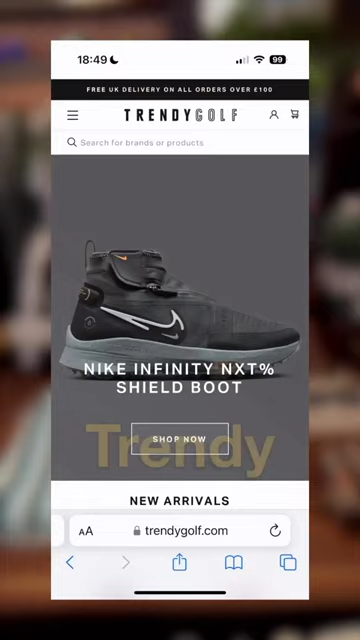 18:49
99
FREE UK DELIVERY ON ALL ORDERS OVER £100
TRENDYGOLF
Search for brands or products
NIKE INFINITY NXT%
SHIELD BOOT
SHOP NOW
Trendy
NEW ARRIVALS
AA
trendygolf.com